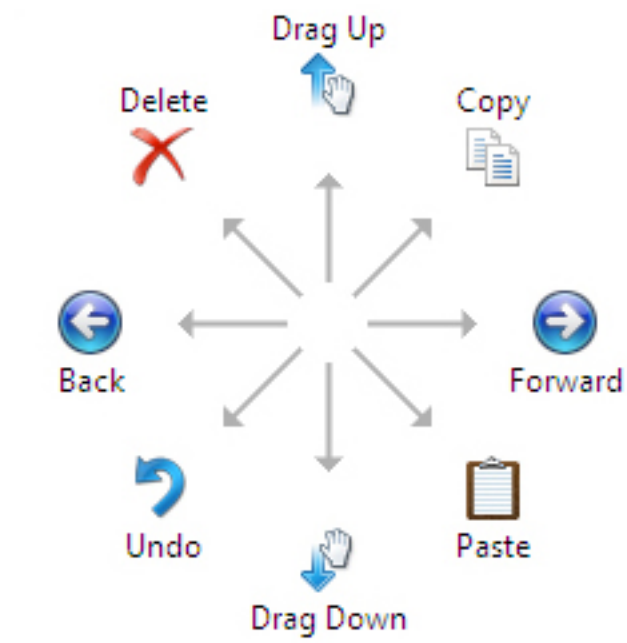 Drag Up
Delete
Copy
Back
Forward
Undo
Paste
Drag Down